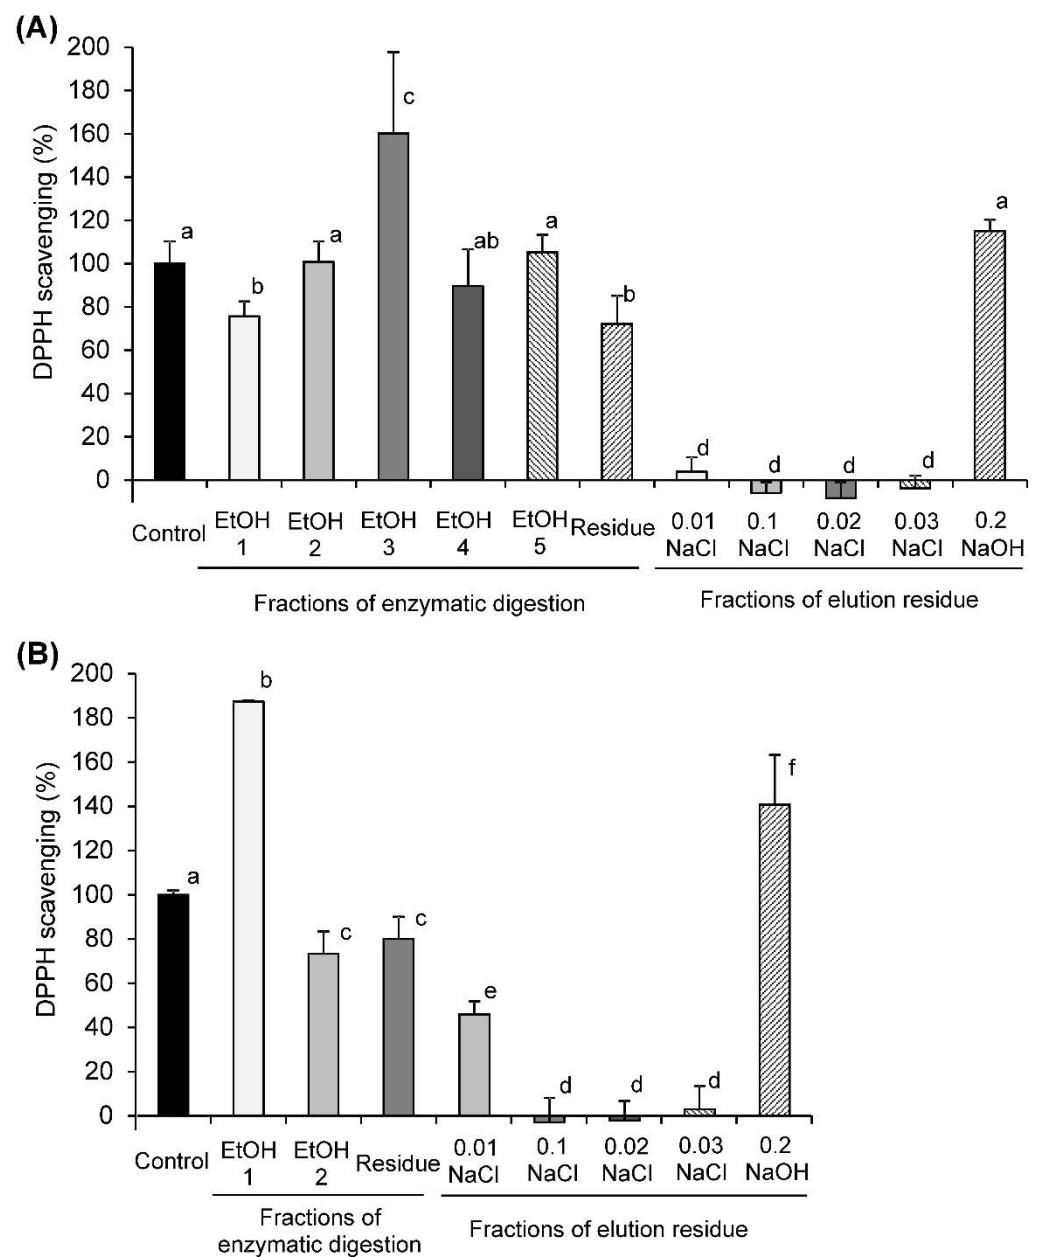 (A)
DPPH scavenging (%)
200
180
160
140
120
100
80
60
40
20
0
a
b
a
c
ab
a
b
d
d
d
d
a
Control
EtOH
1
EtOH
2
EtOH
3
EtOH
4
EtOH
5
Residue
0.01
NaCl
0.1
NaCl
0.02
NaCl
0.03
NaCl
0.2
NaOH
Fractions of enzymatic digestion
Fractions of elution residue
(B)
DPPH scavenging (%)
200
180
160
140
120
100
80
60
40
20
0
a
b
c
c
e
d
d
d
f
Control
EtOH
1
EtOH
2
Residue
0.01
NaCl
0.1
NaCl
0.02
NaCl
0.03
NaCl
0.2
NaOH
Fractions of
enzymatic digestion
Fractions of elution residue